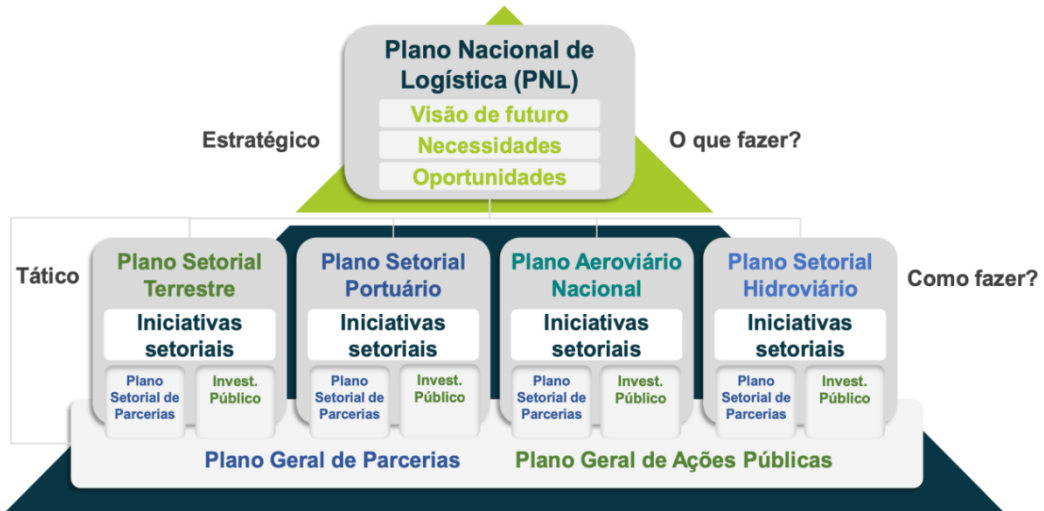 Plano Nacional de
Logística (PNL)
Visão de futuro
Estratégico
Necessidades
O que fazer?
Oportunidades
Tático
Plano Setorial
Terrestre
Iniciativas
setoriais
Plano
Setorial de
Parcerias
Invest.
Público
Plano Setorial
Portuário
Iniciativas
setoriais
Plano
Setorial de
Parcerias
Invest.
Público
Plano Aeroviário
Nacional
Iniciativas
setoriais
Plano
Setorial de
Parcerias
Invest.
Público
Plano Setorial
Hidroviário
Iniciativas
setoriais
Plano
Setorial de
Parcerias
Invest.
Público
Como fazer?
Plano Geral de Parcerias
Plano Geral de Ações Públicas